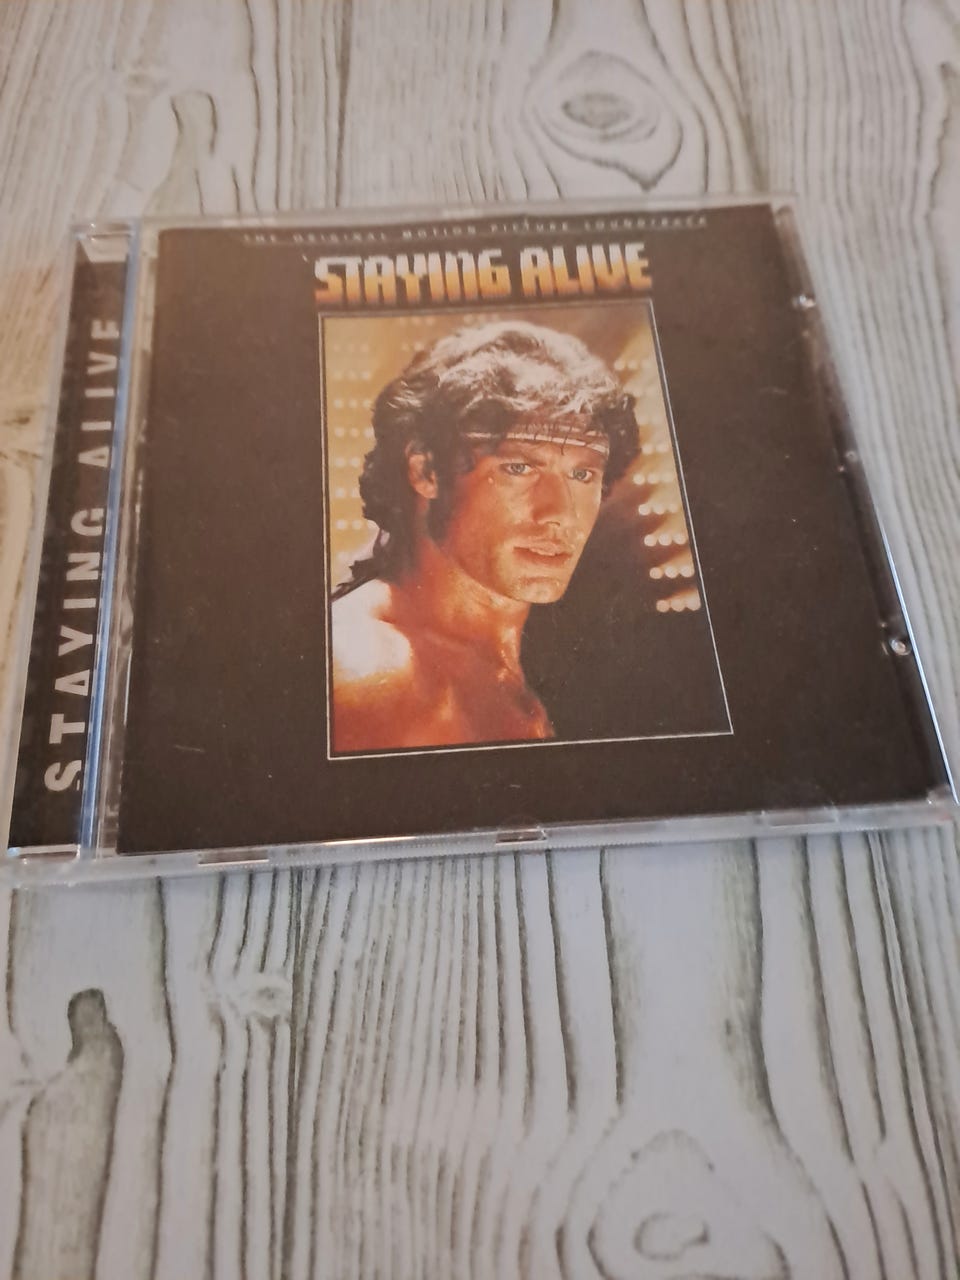 THE ORIGINAL MOTION PICTURE SOUNDTRACK
STAYING ALIVE
STAYING ALIVE